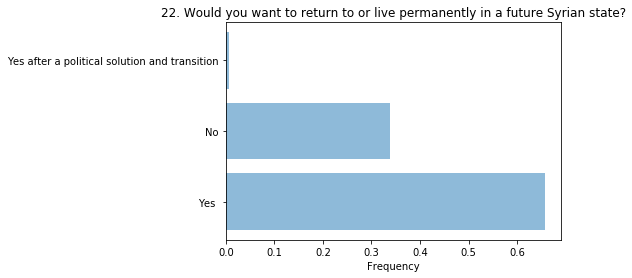 22. Would you want to return to or live permanently in a future Syrian state?
Yes after a political solution and transition
No
Yes
0.0 0.1 0.2 0.3 0.4 0.5 0.6
Frequency